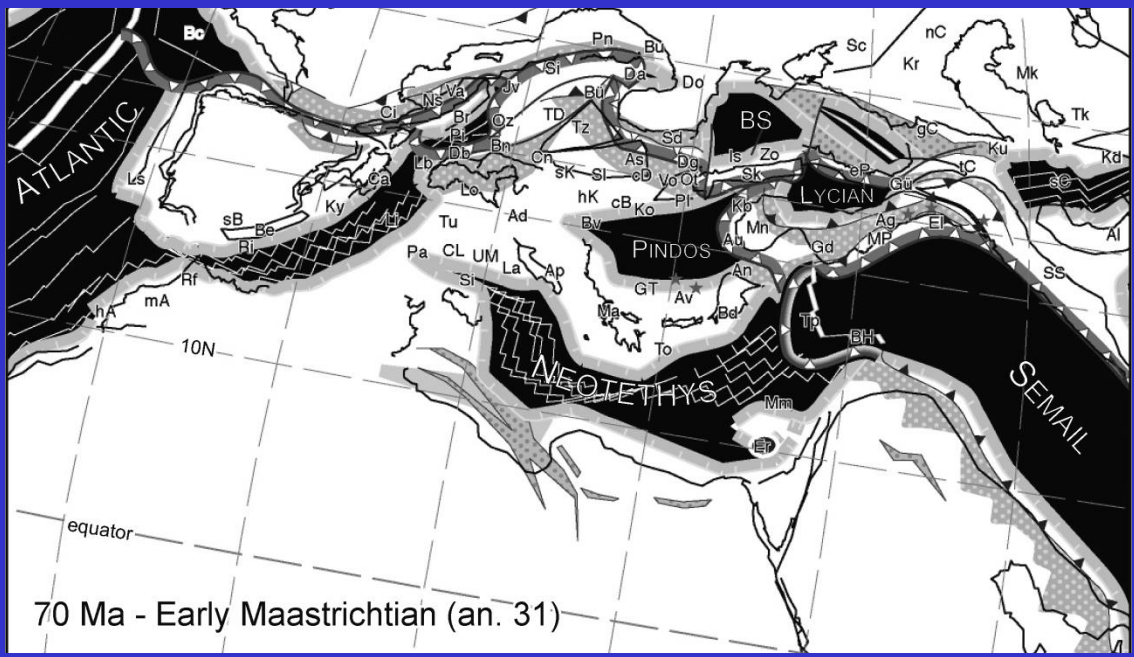 Bc
Pn
Bu
Sc
nC
Kr
Mk
Si
Da
Do
Tk
Va
Jv
Bü
Ns
Ci
Br
Oz
TD
Tz
BS
gC
Pi
Sd
Ku
Kd
Db
Bn
Cn
As
Dg
Is
Zo
Lb
sK
Sl
cD
Vo
Ot
Sk
eP
tC
sC
ATLANTIC
Ls
Ca
Lo
hK
cB
Ko
Pl
Kb
LYCIAN
Gü
Ky
Li
Tu
Ad
Bv
Mn
Ag
El
Al
sB
Be
PINDOS
Au
Gd
MP
Ri
Pa
CL
UM
La
Ap
An
SS
Rf
Si
GT
Av
mA
hA
Ma
Bd
Tp
To
BH
10N
NEOTETHYS
SEMAIL
Mm
Er
equator
70 Ma - Early Maastrichtian (an. 31)